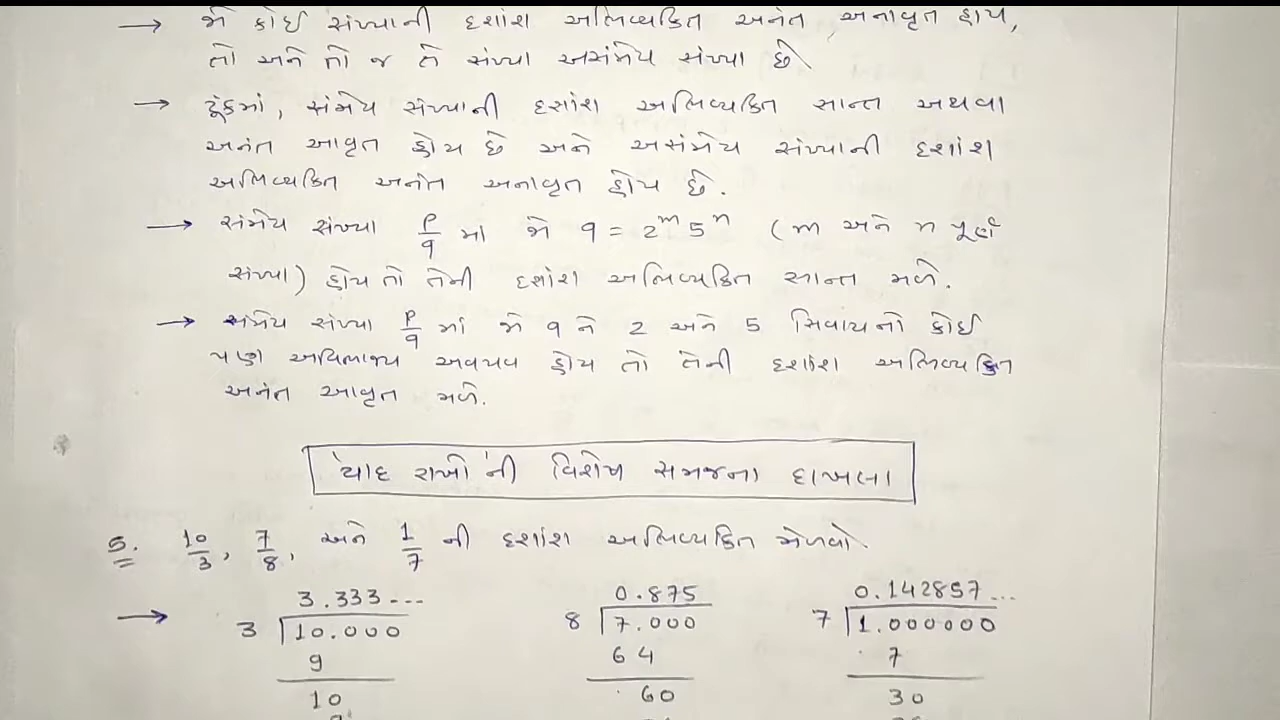 → જો કોઈ સંખ્યાની દશાંશ અભિવ્યક્તિ અનંત, અનાવૃત હોય,
તો અને તો જ તે સંખ્યા અસંમેય સંખ્યા છે
→ ટૂંકમાં, સંમેય સંખ્યાની દશાંશ અભિવ્યક્તિ સાન્ત અથવા
અનંત આવૃત હોય છે અને અસંમેય સંખ્યાની દશાંશ
અભિવ્યક્તિ અનંત અનાવૃત હોય છે.
→ સંમેય સંખ્યા p/q માં જો q = 2^m 5^n (m અને n પૂર્ણ
સંખ્યા) હોય તો તેની દશાંશ અભિવ્યક્તિ સાન્ત મળે.
→ સંમેય સંખ્યા p/q માં જો q ને 2 અને 5 સિવાયનો કોઈ
પણ અવિભાજ્ય અવયવ હોય તો તેની દશાંશ અભિવ્યક્તિ
અનંત આવૃત મળે.
'યાદ રાખો'ની વિશેષ સમજના દાખલા
5. 10/3, 7/8, અને 1/7 ની દશાંશ અભિવ્યક્તિ મેળવો.
→ 3.333... 0.875 0.142857...
3 10.000 8 7.000 7 1.000000
9 64 7
10 60 30